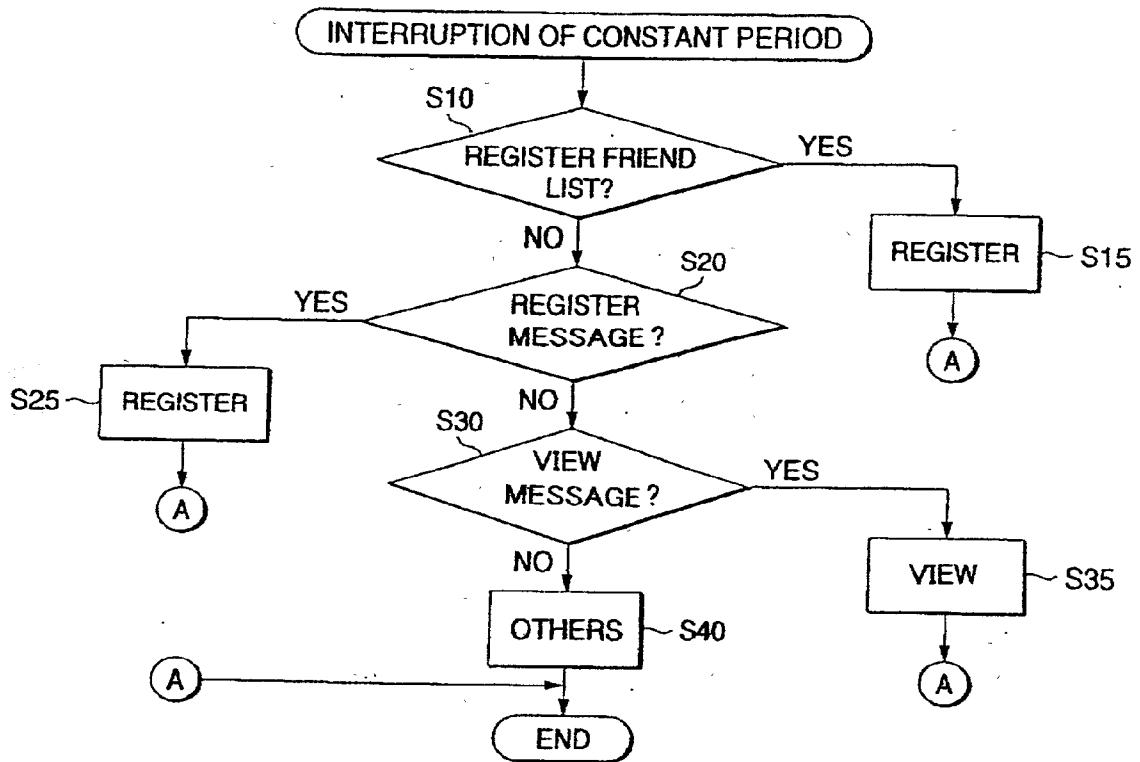 INTERRUPTION OF CONSTANT PERIOD
S10
REGISTER FRIEND
LIST?
YES
NO
REGISTER
S15
A
S20
REGISTER
MESSAGE?
YES
NO
S25
REGISTER
A
S30
VIEW
MESSAGE?
YES
NO
VIEW
S35
A
OTHERS
S40
A
END